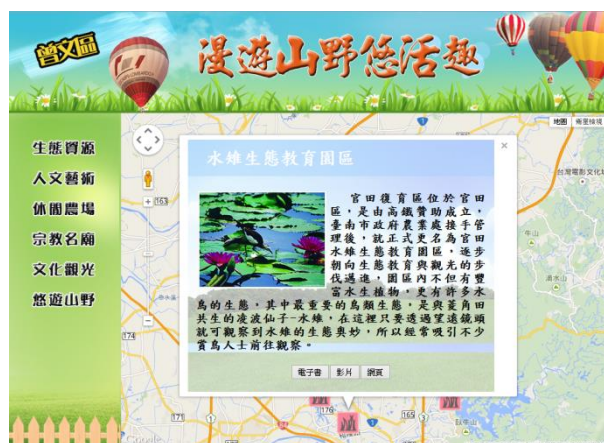 曾文區
漫遊山野悠活趣
地圖
衛星檢視
生態資源
人文藝術
休閒農場
宗教名廟
文化觀光
悠遊山野
水雉生態教育園區
官田復育區位於官田
區，是由高鐵贊助成立，
臺南市政府農業處接手管
理後，就正式更名為官田
水雉生態教育園區，逐步
朝向生態教育與觀光的步
伐邁進，園區內不但有豐
富水生植物，更有許多水
鳥的生態，其中最重要的鳥類生態，是與菱角田
共生的凌波仙子-水雉，在這裡只要透過望遠鏡頭
就可觀察到水雉的生態奧妙，所以經常吸引不少
賞鳥人士前往觀察。
電子書 影片 網頁
163
174
171
1
176
84
165
3
Google